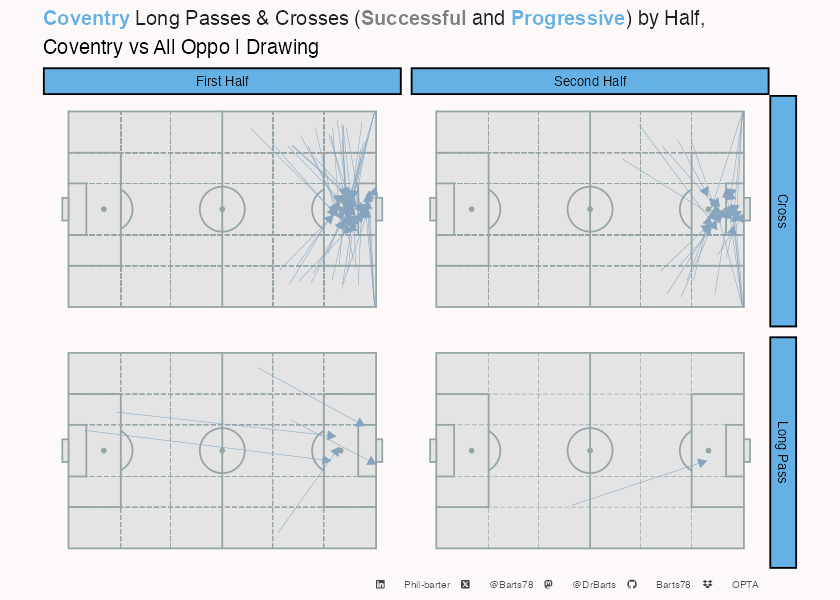 Coventry Long Passes & Crosses (Successful and Progressive) by Half,
Coventry vs All Oppo I Drawing
First Half
Second Half
Cross
Long Pass
Phil-barter @Barts78 @DrBarts Barts78 OPTA